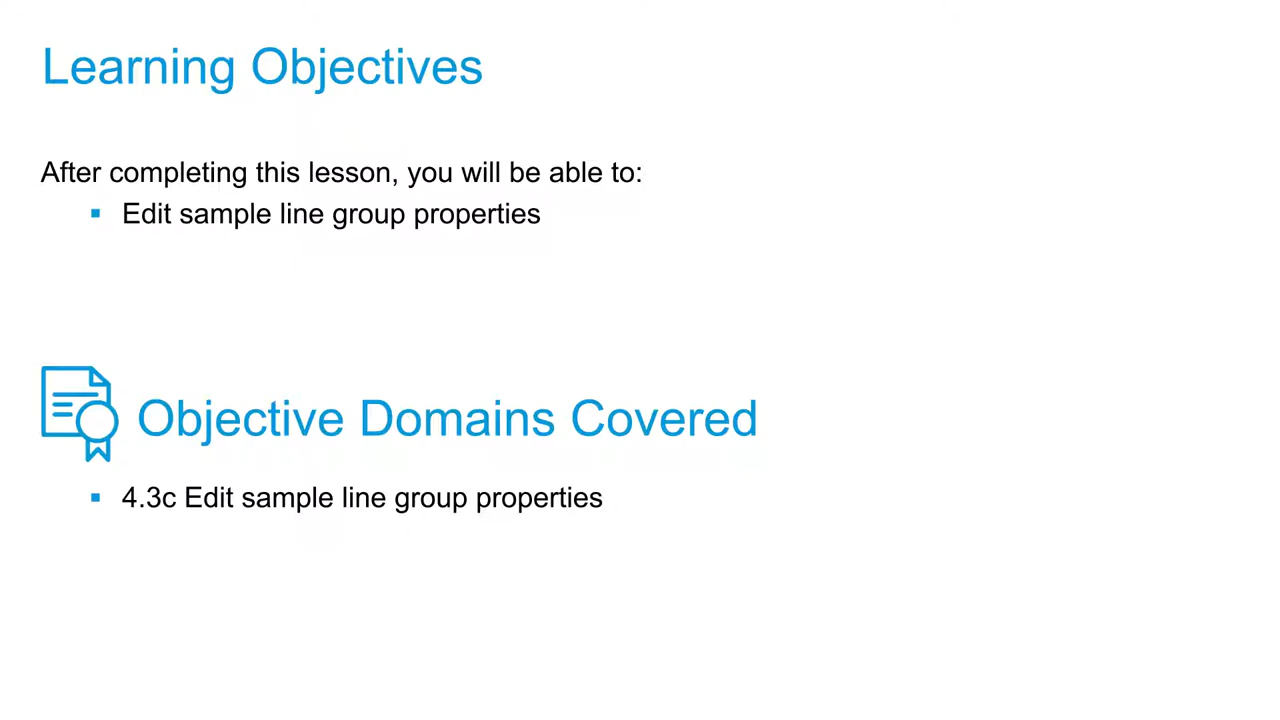 Learning Objectives
After completing this lesson, you will be able to:
▪ Edit sample line group properties
Objective Domains Covered
▪ 4.3c Edit sample line group properties